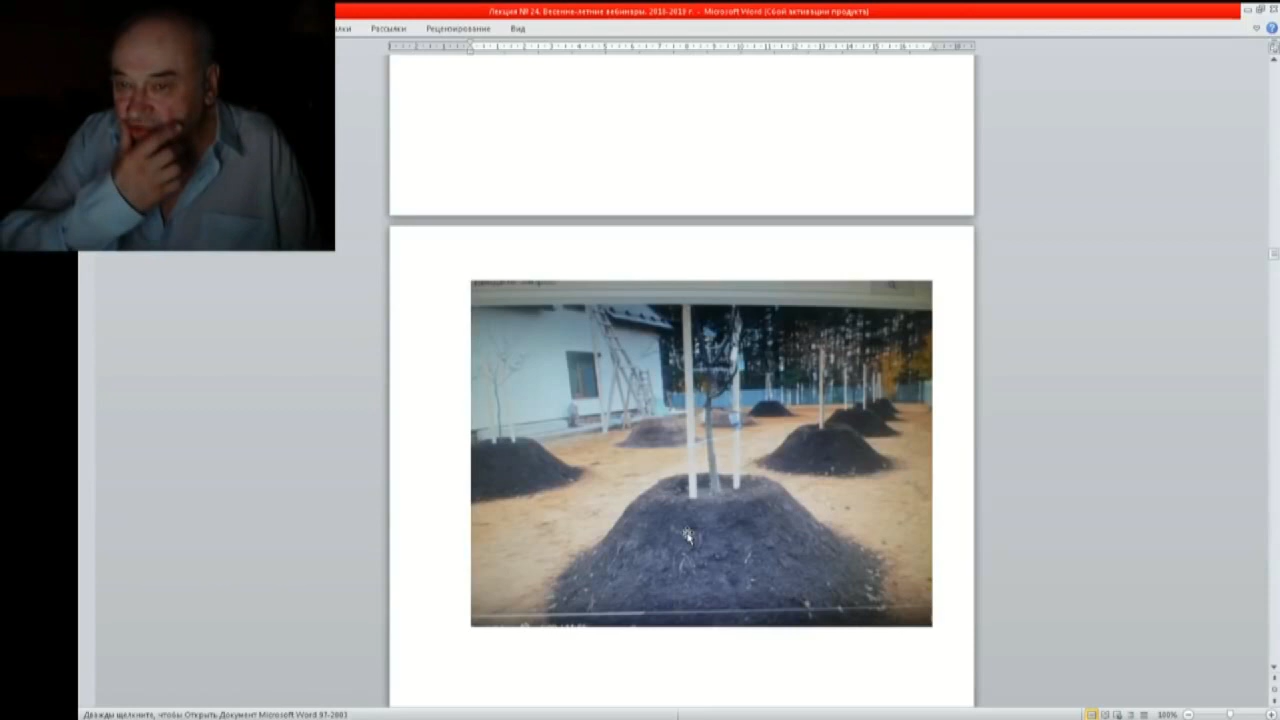 Лекция № 24. Весенне-летние вебинары. 2018-2019 г. - Microsoft Word (Сбой активации продукта)
лки Рассылки Рецензирование Вид
Дважды щелкните, чтобы Открыть Документ Microsoft Word 97-2003
100%